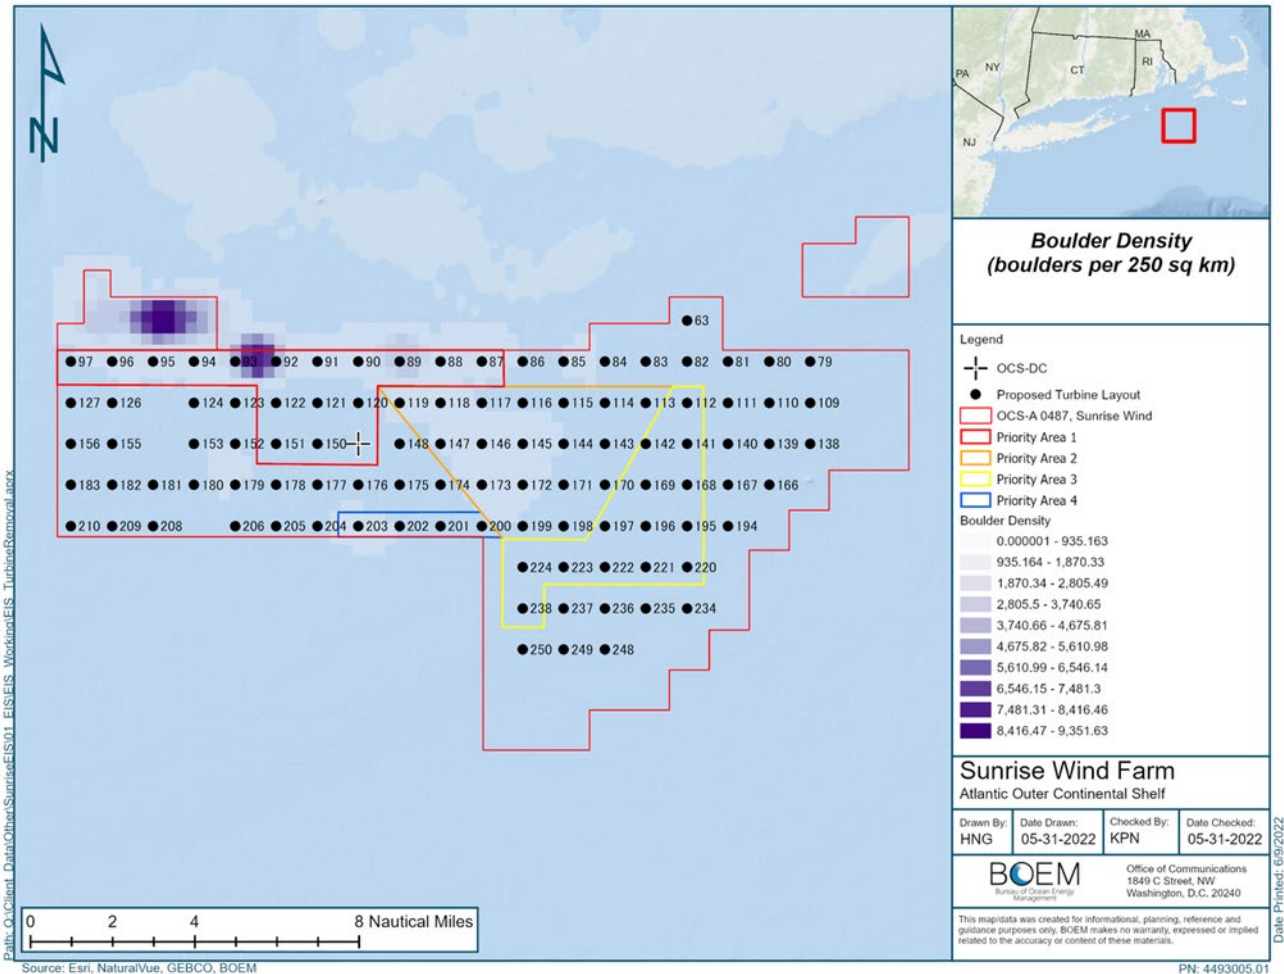 N
PA
NY
CT
MA
RI
NJ
Boulder Density
(boulders per 250 sq km)
63
97 96 95 94 93 92 91 90 89 88 87 86 85 84 83 82 81 80 79
127 126 124 123 122 121 120 119 118 117 116 115 114 113 112 111 110 109
156 155 153 152 151 150 148 147 146 145 144 143 142 141 140 139 138
183 182 181 180 179 178 177 176 175 174 173 172 171 170 169 168 167 166
210 209 208 206 205 204 203 202 201 200 199 198 197 196 195 194
224 223 222 221 220
238 237 236 235 234
250 249 248
Legend
OCS-DC
Proposed Turbine Layout
OCS-A 0487, Sunrise Wind
Priority Area 1
Priority Area 2
Priority Area 3
Priority Area 4
Boulder Density
0.000001 - 935.163
935.164 - 1,870.33
1,870.34 - 2,805.49
2,805.5 - 3,740.65
3,740.66 - 4,675.81
4,675.82 - 5,610.98
5,610.99 - 6,546.14
6,546.15 - 7,481.3
7,481.31 - 8,416.46
8,416.47 - 9,351.63
Sunrise Wind Farm
Atlantic Outer Continental Shelf
Drawn By: Date Drawn: Checked By: Date Checked:
HNG 05-31-2022 KPN 05-31-2022
BOEM
Bureau of Ocean Energy
Management
Office of Communications
1849 C Street, NW
Washington, D.C. 20240
This map/data was created for informational, planning, reference and
guidance purposes only. BOEM makes no warranty, expressed or implied
related to the accuracy or content of these materials.
0 2 4 8 Nautical Miles
Source: Esri, NaturalVue, GEBCO, BOEM
PN: 4493005.01
Path: Q:\Client_Data\Other\SunriseEIS\01_EIS\EIS_Working\EIS_TurbineRemoval.aprx
Date Printed: 6/9/2022